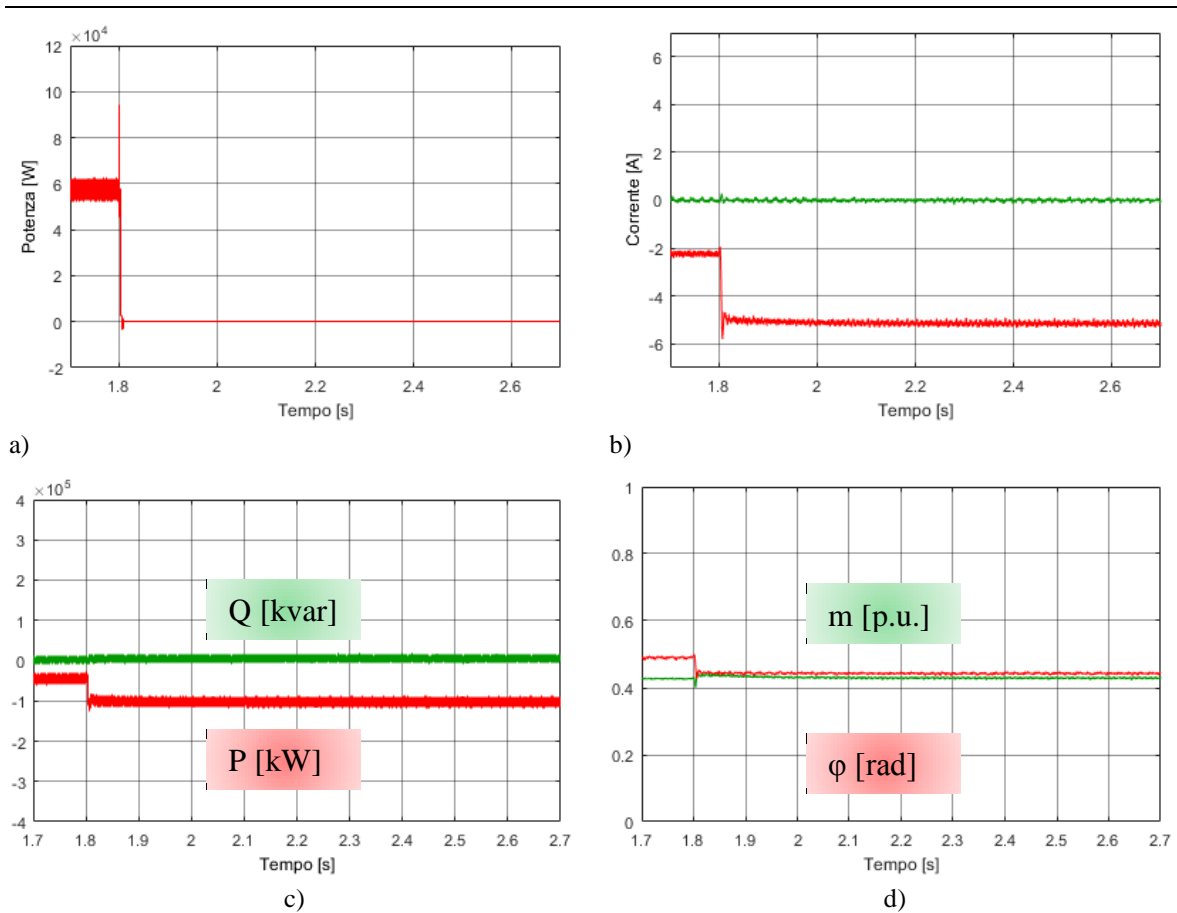 ×10⁴
12
10
8
6
4
2
0
-2
Potenza [W]
1.8 2 2.2 2.4 2.6
Tempo [s]
a)
6
4
2
0
-2
-4
-6
Corrente [A]
1.8 2 2.2 2.4 2.6
Tempo [s]
b)
×10⁵
4
3
2
1
0
-1
-2
-3
-4
Q [kvar]
P [kW]
1.7 1.8 1.9 2 2.1 2.2 2.3 2.4 2.5 2.6 2.7
Tempo [s]
c)
1
0.8
0.6
0.4
0.2
0
m [p.u.]
φ [rad]
1.7 1.8 1.9 2 2.1 2.2 2.3 2.4 2.5 2.6 2.7
Tempo [s]
d)